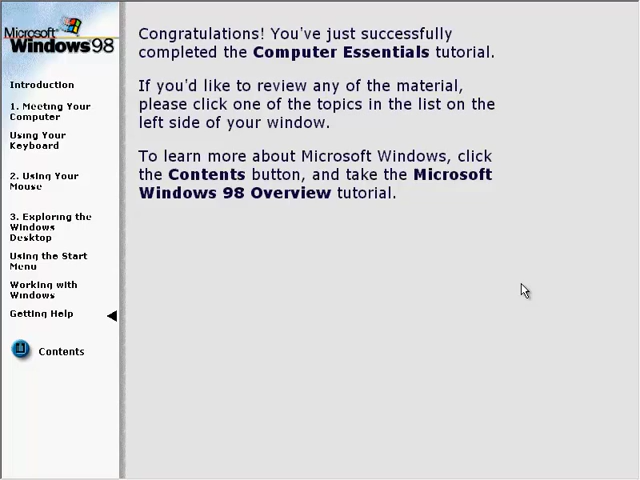 Microsoft
Windows 98
Introduction
1. Meeting Your
Computer
Using Your
Keyboard
2. Using Your
Mouse
3. Exploring the
Windows
Desktop
Using the Start
Menu
Working with
Windows
Getting Help
Contents
Congratulations! You've just successfully
completed the Computer Essentials tutorial.
If you'd like to review any of the material,
please click one of the topics in the list on the
left side of your window.
To learn more about Microsoft Windows, click
the Contents button, and take the Microsoft
Windows 98 Overview tutorial.